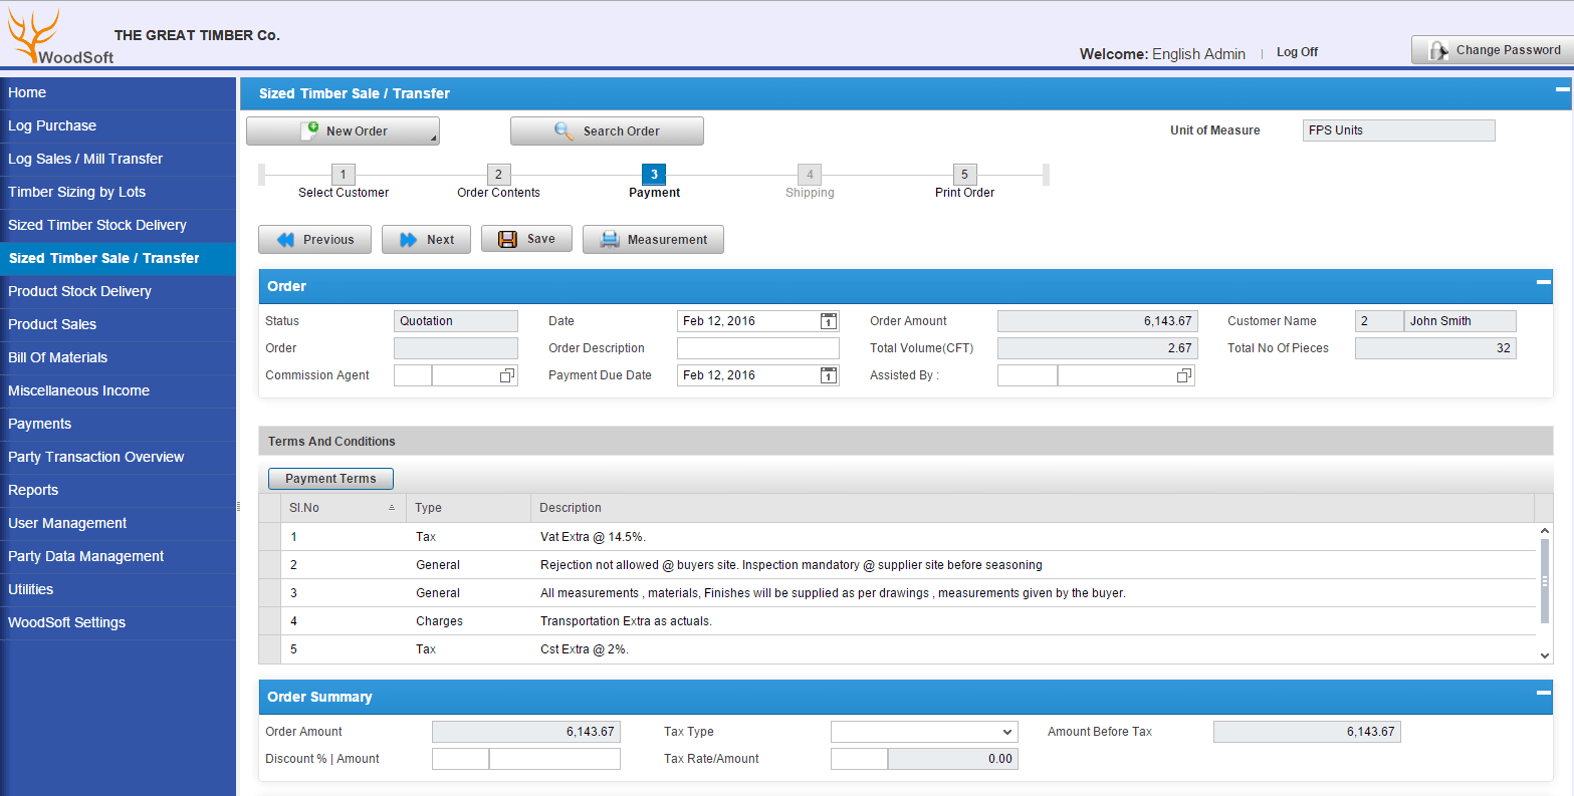 THE GREAT TIMBER Co.
WoodSoft
Welcome: English Admin | Log Off
Change Password
Home
Log Purchase
Log Sales / Mill Transfer
Timber Sizing by Lots
Sized Timber Stock Delivery
Sized Timber Sale / Transfer
Product Stock Delivery
Product Sales
Bill Of Materials
Miscellaneous Income
Payments
Party Transaction Overview
Reports
User Management
Party Data Management
Utilities
WoodSoft Settings
Sized Timber Sale / Transfer
New Order Search Order Unit of Measure FPS Units
1 2 3 4 5
Select Customer Order Contents Payment Shipping Print Order
Previous Next Save Measurement
Order
Status Quotation Date Feb 12, 2016 1 Order Amount 6,143.67 Customer Name 2 John Smith
Order Order Description Total Volume(CFT) 2.67 Total No Of Pieces 32
Commission Agent Payment Due Date Feb 12, 2016 1 Assisted By :
Terms And Conditions
Payment Terms
Sl.No Type Description
1 Tax Vat Extra @ 14.5%.
2 General Rejection not allowed @ buyers site. Inspection mandatory @ supplier site before seasoning
3 General All measurements , materials, Finishes will be supplied as per drawings , measurements given by the buyer.
4 Charges Transportation Extra as actuals.
5 Tax Cst Extra @ 2%.
Order Summary
Order Amount 6,143.67 Tax Type Amount Before Tax 6,143.67
Discount % | Amount Tax Rate/Amount 0.00